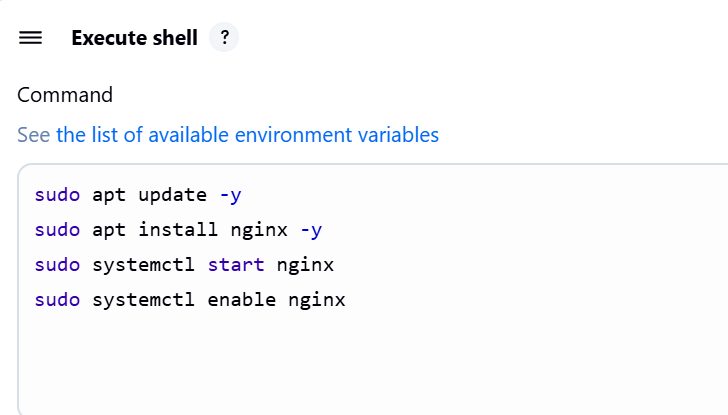 Execute shell ?
Command
See the list of available environment variables
sudo apt update -y
sudo apt install nginx -y
sudo systemctl start nginx
sudo systemctl enable nginx